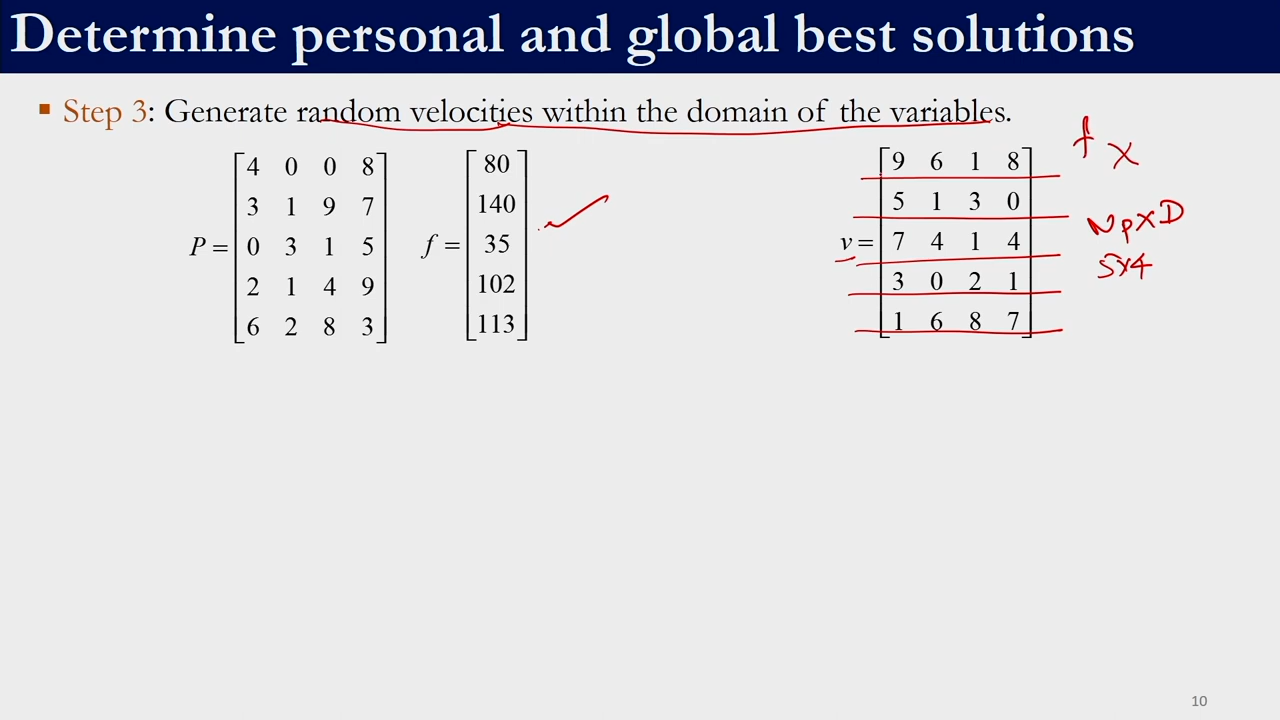 Determine personal and global best solutions
▪ Step 3: Generate random velocities within the domain of the variables.
P = [4 0 0 8
3 1 9 7
0 3 1 5
2 1 4 9
6 2 8 3]
f = [80
140
35
102
113]
v = [9 6 1 8
5 1 3 0
7 4 1 4
3 0 2 1
1 6 8 7]
f x
Np×D
5×4
10